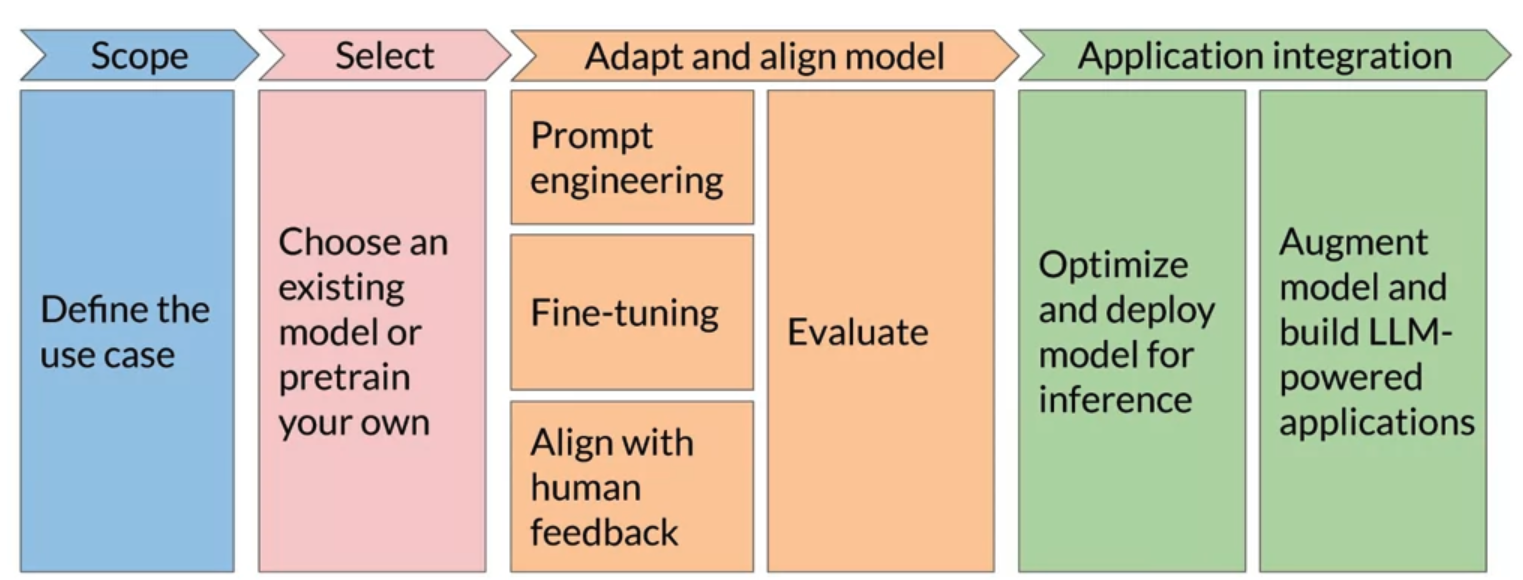 Scope
Select
Adapt and align model
Application integration
Define the
use case
Choose an
existing
model or
pretrain
your own
Prompt
engineering
Fine-tuning
Align with
human
feedback
Evaluate
Optimize
and deploy
model for
inference
Augment
model and
build LLM-
powered
applications